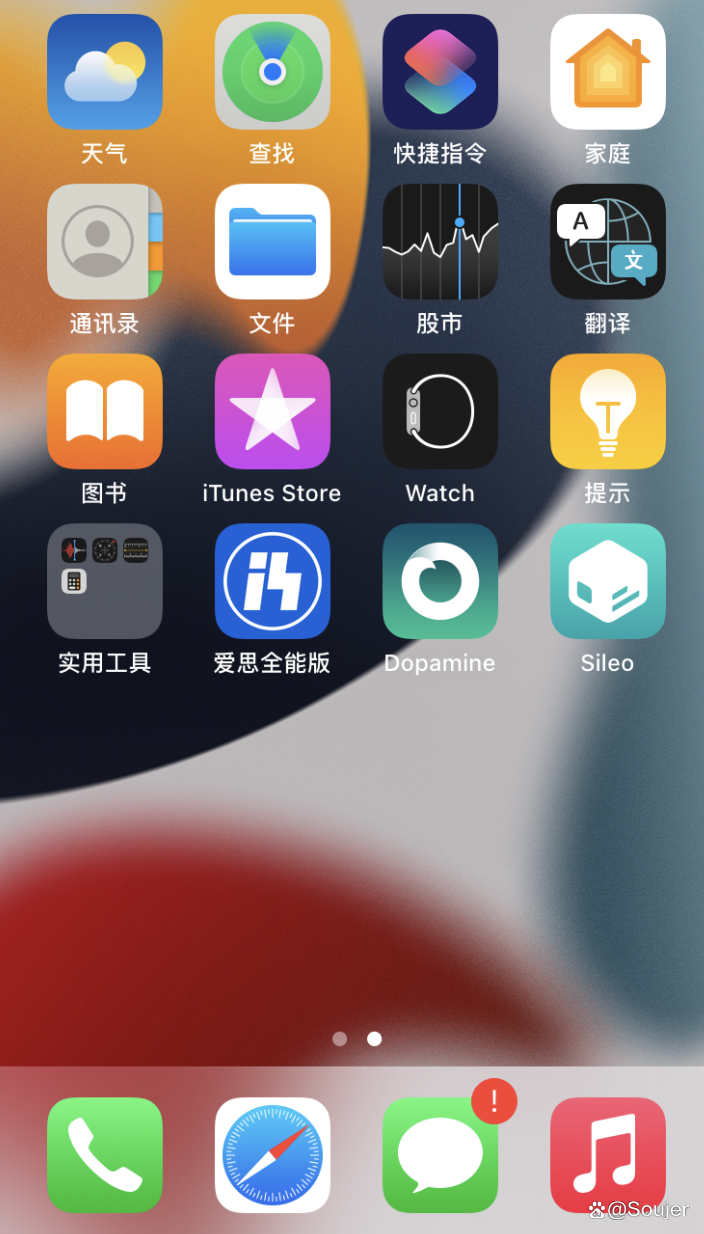 天气
查找
快捷指令
家庭
A
文
通讯录
文件
股市
翻译
图书
iTunes Store
Watch
提示
实用工具
爱思全能版
Dopamine
Sileo
!
@Soujer